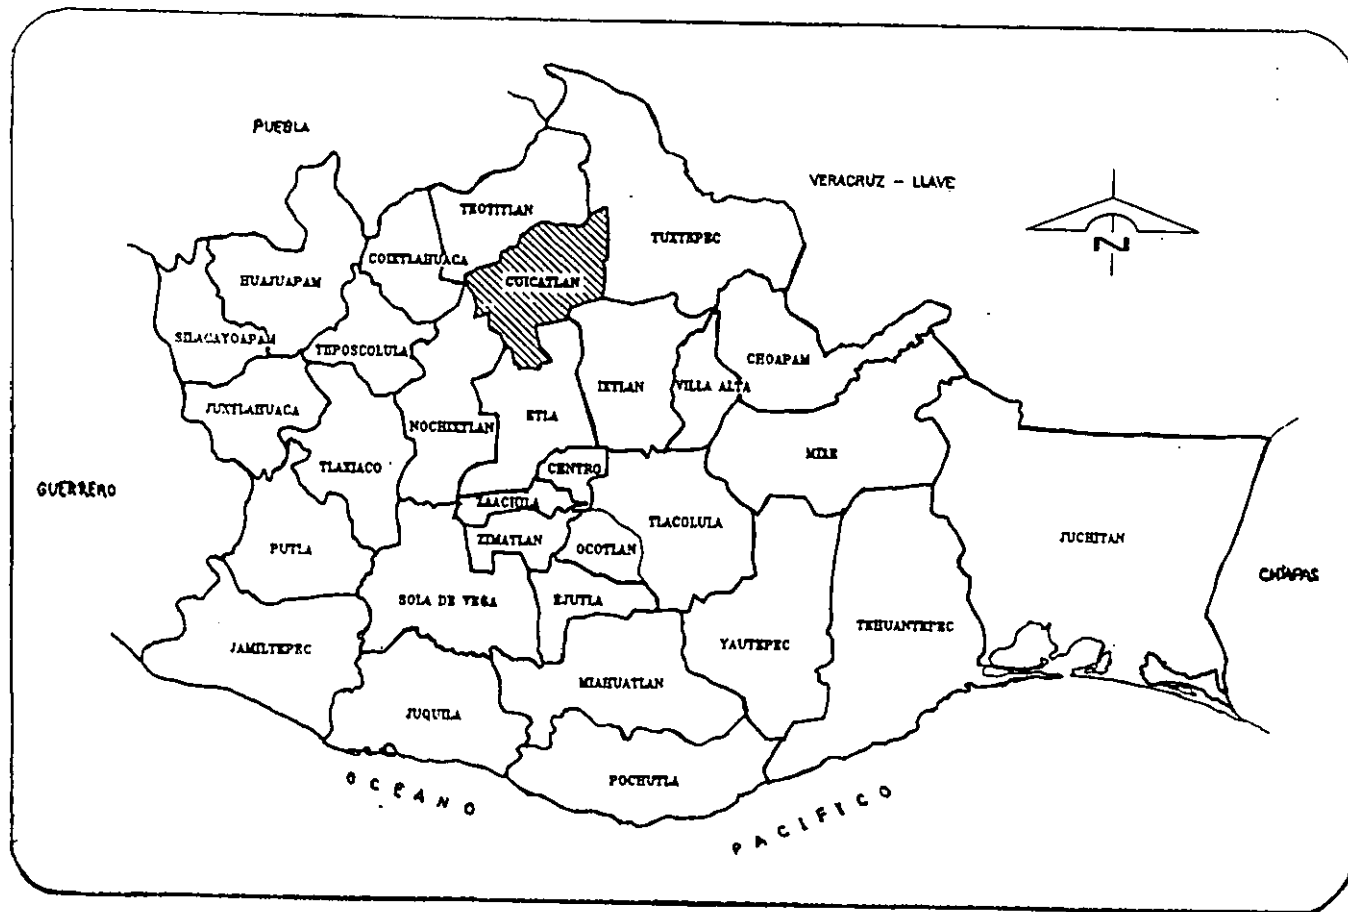 PUEBLA
VERACRUZ - LLAVE
TEOTITLAN
TUXTEPEC
COIXTLAHUACA
HUAJUAPAM
CUICATLAN
N
SILACAYOAPAM
TEPOSCOLULA
CHOAPAM
IXTLAN
VILLA ALTA
JUXTLAHUACA
ETLA
NOCHIXTLAN
MIXE
TLAXIACO
CENTRO
GUERRERO
ZAACHILA
TLACOLULA
ZIMATLAN
OCOTLAN
JUCHITAN
PUTLA
CHIAPAS
SOLA DE VEGA
EJUTLA
TEHUANTEPEC
YAUTEPEC
JAMILTEPEC
MIAHUATLAN
JUQUILA
POCHUTLA
OCEANO
PACIFICO